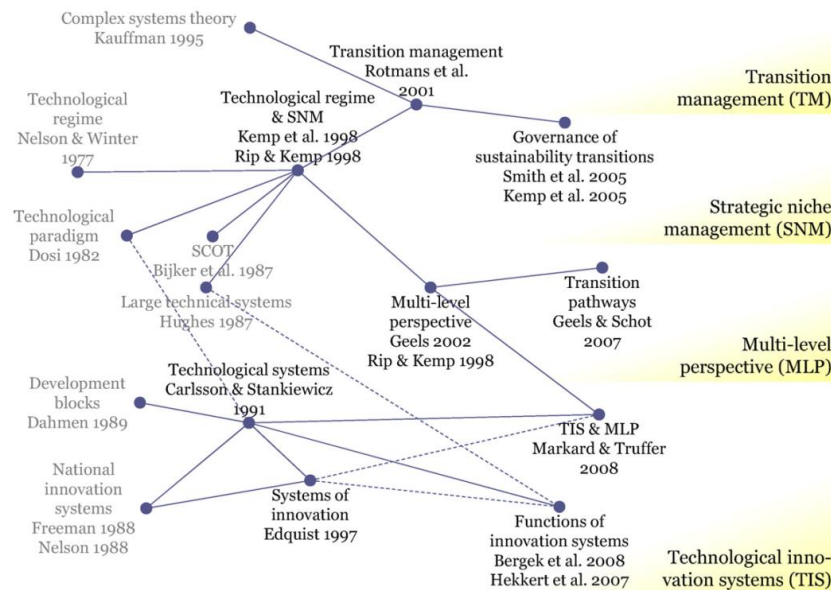 Complex systems theory
Kauffman 1995
Transition management
Rotmans et al.
2001
Transition
management (TM)
Technological
regime
Nelson & Winter
1977
Technological regime
& SNM
Kemp et al. 1998
Rip & Kemp 1998
Governance of
sustainability transitions
Smith et al. 2005
Kemp et al. 2005
Strategic niche
management (SNM)
Technological
paradigm
Dosi 1982
SCOT
Bijker et al. 1987
Large technical systems
Hughes 1987
Multi-level
perspective
Geels 2002
Rip & Kemp 1998
Transition
pathways
Geels & Schot
2007
Multi-level
perspective (MLP)
Technological systems
Carlsson & Stankiewicz
1991
Development
blocks
Dahmen 1989
TIS & MLP
Markard & Truffer
2008
National
innovation
systems
Freeman 1988
Nelson 1988
Systems of
innovation
Edquist 1997
Functions of
innovation systems
Bergek et al. 2008
Hekkert et al. 2007
Technological inno-
vation systems (TIS)